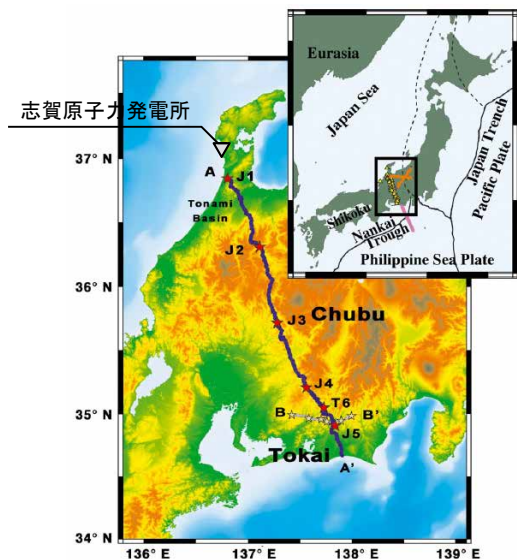 Eurasia
Japan Sea
Japan Trench
Pacific Plate
Shikoku
Nankai
Trough
Philippine Sea Plate
志賀原子力発電所
37° N
36° N
35° N
34° N
A
J1
Tonami
Basin
J2
J3
Chubu
J4
T6
B
B'
J5
Tokai
A'
136° E
137° E
138° E
139° E